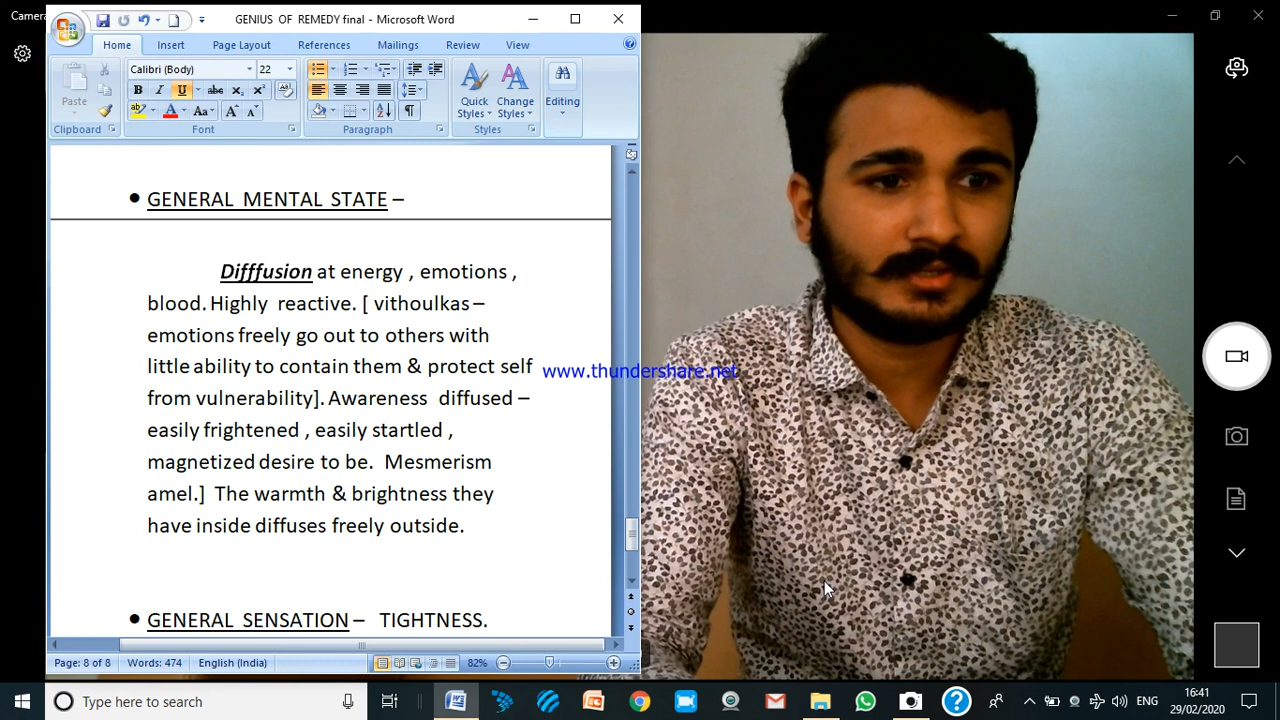 Camera
GENIUS OF REMEDY final - Microsoft Word
Home Insert Page Layout References Mailings Review View
Calibri (Body) 22
Paste
B I U abc x₂ x²
Aa
A A A
Quick Styles
Change Styles
Editing
Clipboard Font Paragraph Styles
• GENERAL MENTAL STATE –
Difffusion at energy , emotions ,
blood. Highly reactive. [ vithoulkas –
emotions freely go out to others with
little ability to contain them & protect self
from vulnerability]. Awareness diffused –
easily frightened , easily startled ,
magnetized desire to be. Mesmerism
amel.] The warmth & brightness they
have inside diffuses freely outside.
• GENERAL SENSATION – TIGHTNESS.
www.thundershare.net
Page: 8 of 8 Words: 474 English (India) 82%
Type here to search
ENG
16:41
29/02/2020